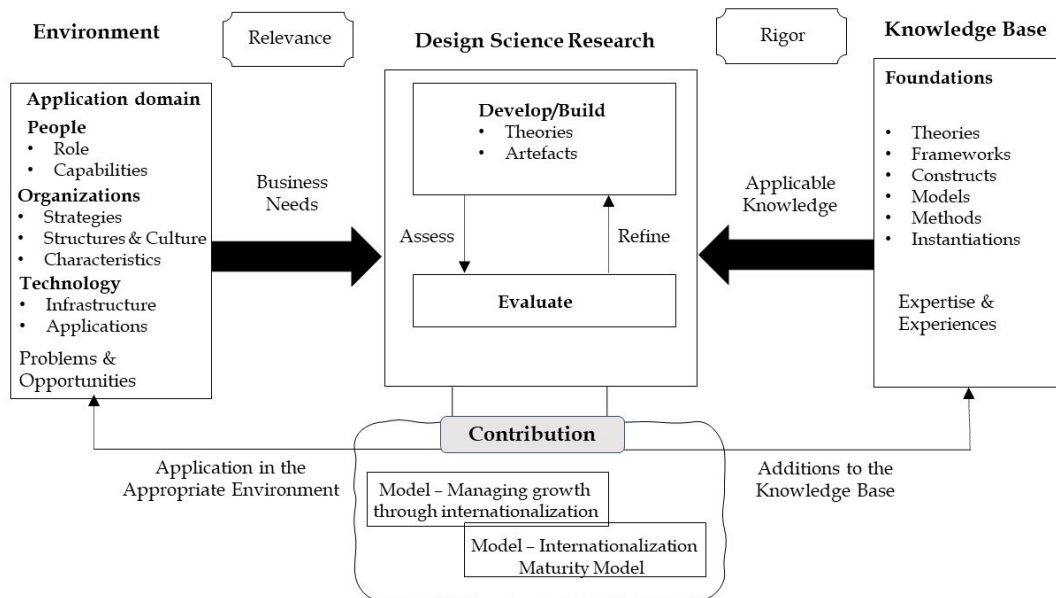 Environment
Relevance
Design Science Research
Rigor
Knowledge Base
Application domain
People
• Role
• Capabilities
Organizations
• Strategies
• Structures & Culture
• Characteristics
Technology
• Infrastructure
• Applications
Problems &
Opportunities
Business
Needs
Develop/Build
• Theories
• Artefacts
Assess
Refine
Evaluate
Applicable
Knowledge
Foundations
• Theories
• Frameworks
• Constructs
• Models
• Methods
• Instantiations
Expertise &
Experiences
Contribution
Application in the
Appropriate Environment
Additions to the
Knowledge Base
Model – Managing growth
through internationalization
Model – Internationalization
Maturity Model